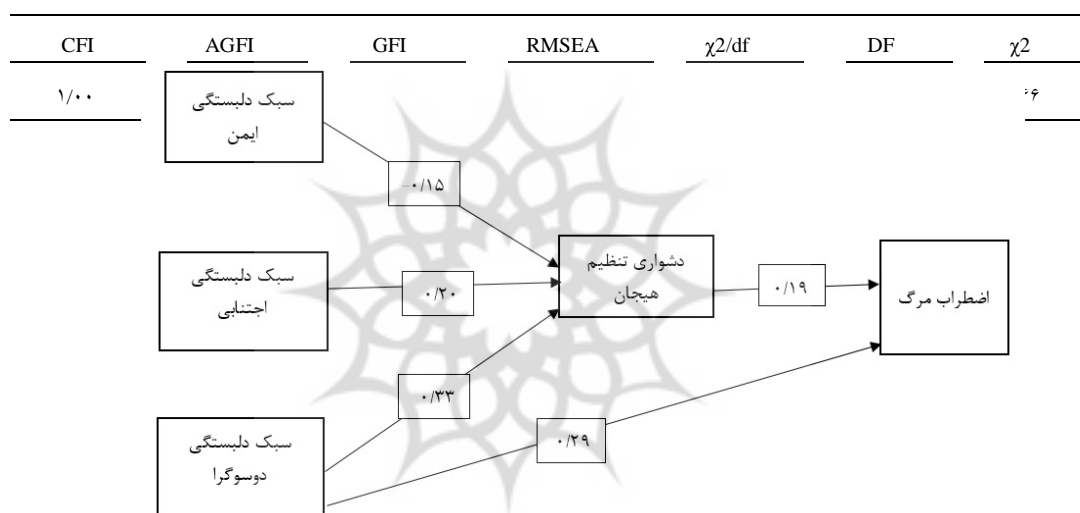 CFI AGFI GFI RMSEA χ2/df DF χ2
۱/۰۰
سبک دلبستگی
ایمن
-۰/۱۵
سبک دلبستگی
اجتنابی
۰/۲۰
دشواری تنظیم
هیجان
۰/۱۹
اضطراب مرگ
۰/۳۳
سبک دلبستگی
دوسوگرا
۰/۲۹